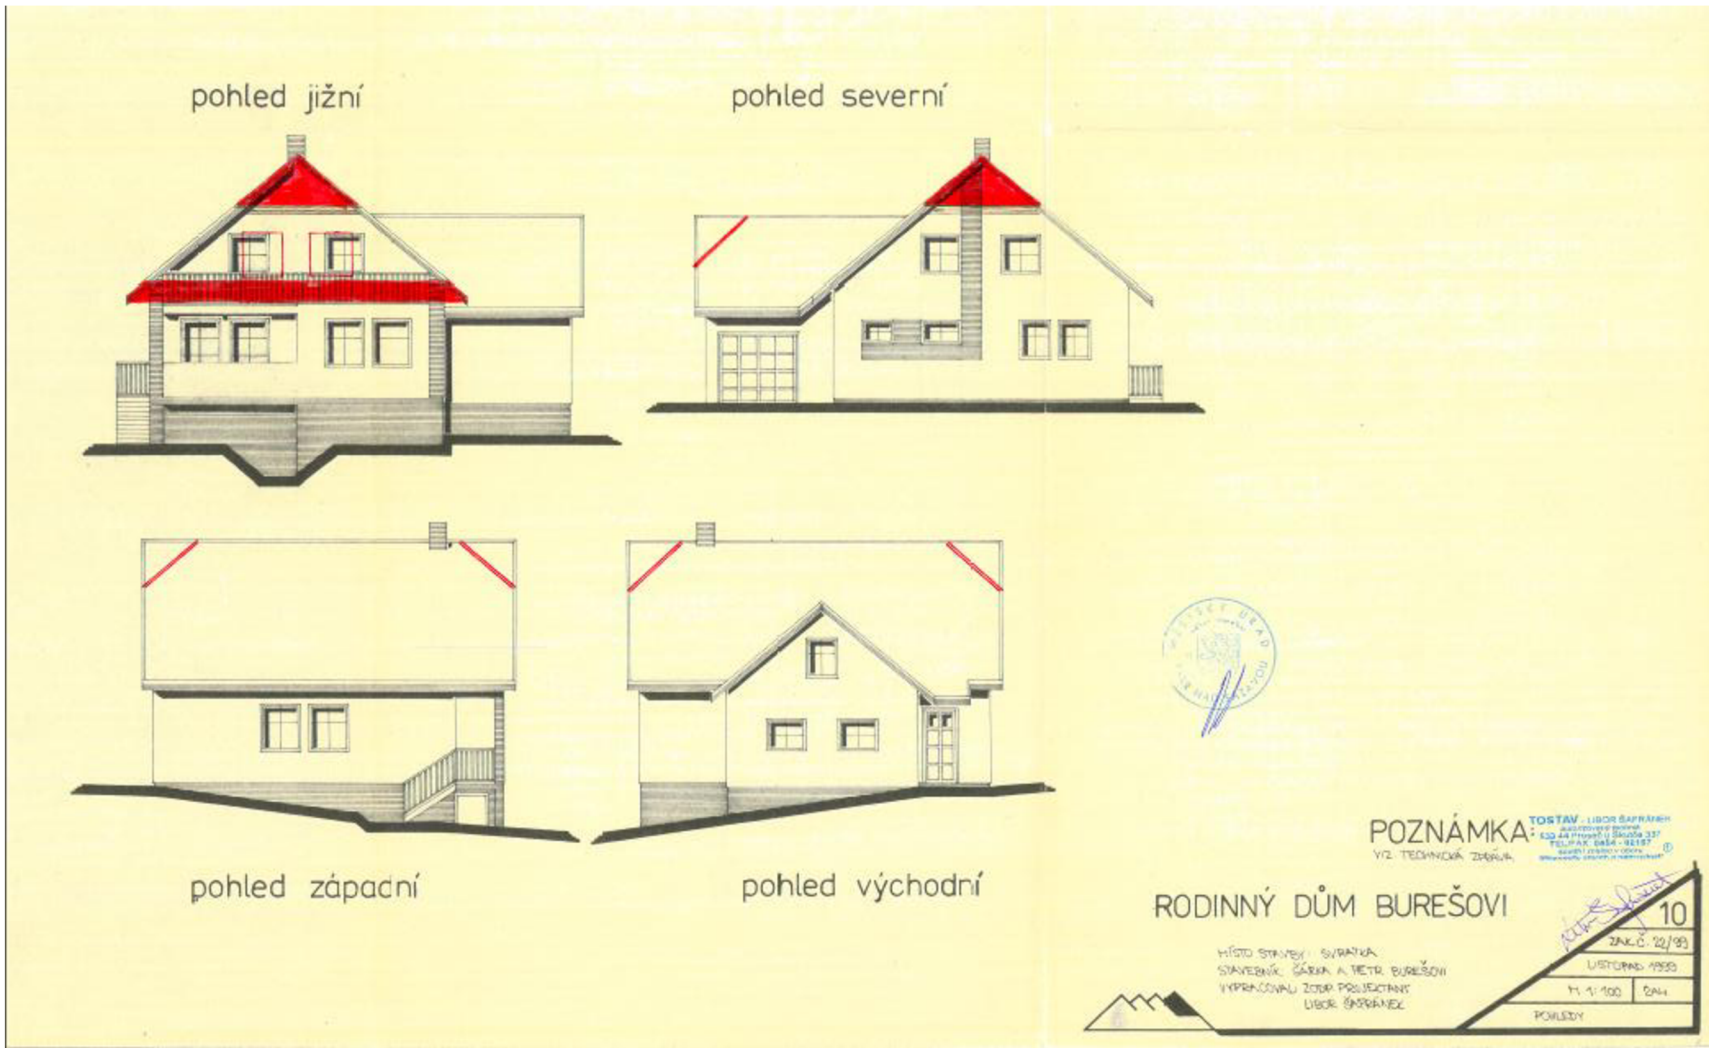 pohled jižní
pohled severní
pohled západní
pohled východní
POZNÁMKA:
VIZ. TECHNICKÁ ZPRÁVA
TOSTAV - LIBOR ŠAFRÁNEK
RODINNÝ DŮM BUREŠOVI
MÍSTO STAVBY: SVRATKA
STAVEBNÍK: ŠÁRKA A PETR BUREŠOVI
VYPRACOVAL ZODP. PROJEKTANT
LIBOR ŠAFRÁNEK
10
ZAK.Č. 22/99
LISTOPAD 1999
M 1:100
2A4
POHLEDY